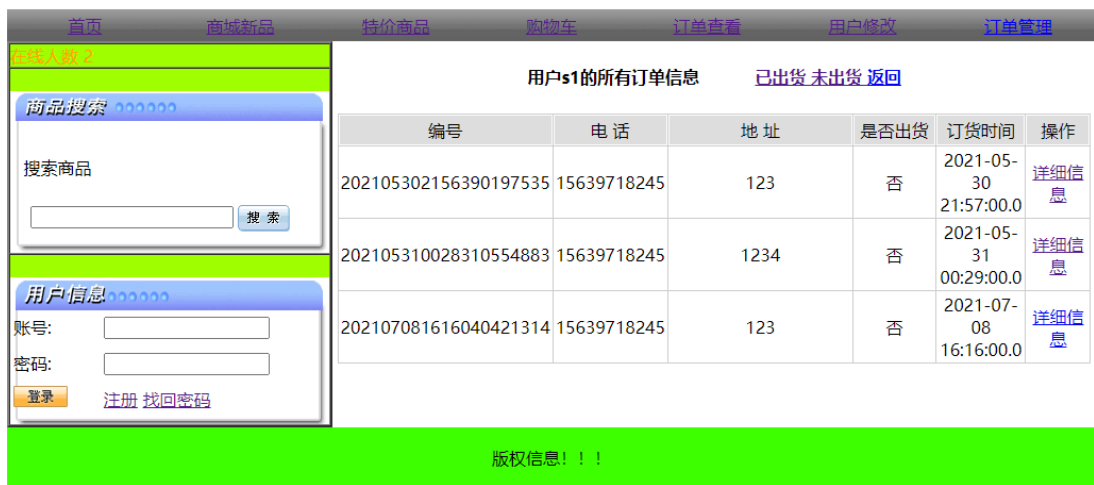 首页 商城新品 特价商品 购物车 订单查看 用户修改 订单管理
在线人数 2
商品搜索
搜索商品
搜 索
用户信息
账号:
密码:
登录 注册 找回密码
用户s1的所有订单信息 已出货 未出货 返回
编号 电 话 地 址 是否出货 订货时间 操作
202105302156390197535 15639718245 123 否 2021-05-30 21:57:00.0 详细信息
202105310028310554883 15639718245 1234 否 2021-05-31 00:29:00.0 详细信息
202107081616040421314 15639718245 123 否 2021-07-08 16:16:00.0 详细信息
版权信息！！！